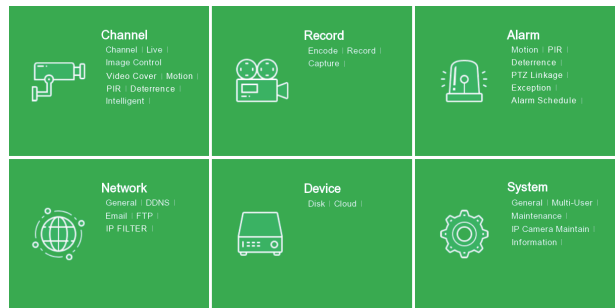 Channel
Channel | Live |
Image Control
Video Cover | Motion |
PIR | Deterrence |
Intelligent |
Record
Encode | Record |
Capture |
Alarm
Motion | PIR |
Deterrence |
PTZ Linkage |
Exception |
Alarm Schedule |
Network
General | DDNS |
Email | FTP |
IP FILTER |
Device
Disk | Cloud |
System
General | Multi-User |
Maintenance |
IP Camera Maintain |
Information |